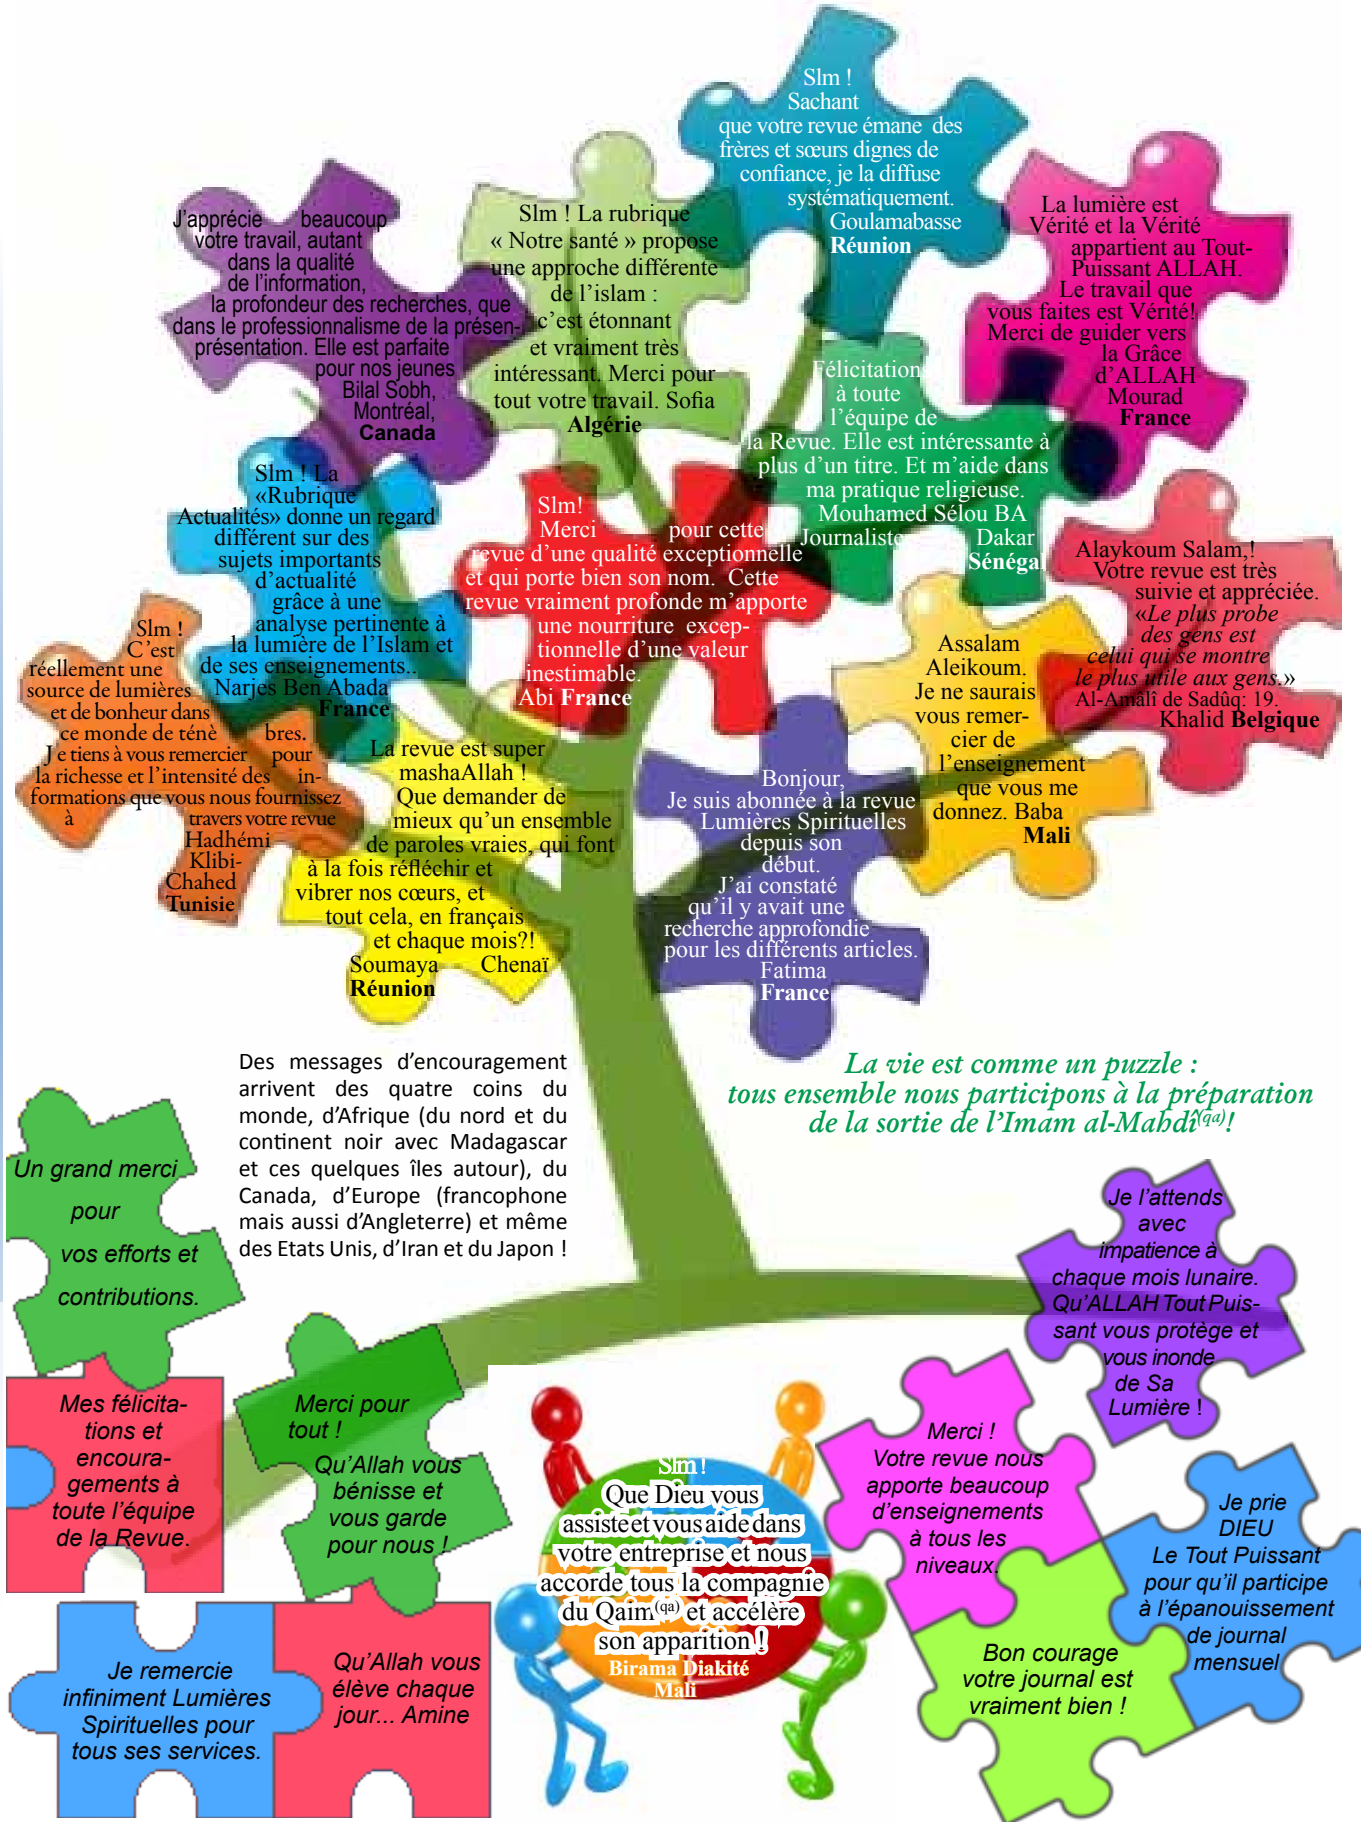 Slm !
Sachant
que votre revue émane des
frères et sœurs dignes de
confiance, je la diffuse
systématiquement.
Goulamabasse
Réunion
J'apprécie beaucoup
votre travail, autant
dans la qualité
de l'information,
la profondeur des recherches, que
dans le professionnalisme de la présen-
présentation. Elle est parfaite
pour nos jeunes
Bilal Sobh,
Montréal,
Canada
Slm ! La rubrique
« Notre santé » propose
une approche différente
de l'islam :
c'est étonnant
et vraiment très
intéressant. Merci pour
tout votre travail. Sofia
Algérie
La lumière est
Vérité et la Vérité
appartient au Tout-
Puissant ALLAH.
Le travail que
vous faites est Vérité!
Merci de guider vers
la Grâce
d'ALLAH
Mourad
France
Félicitations
à toute
l'équipe de
la Revue. Elle est intéressante à
plus d'un titre. Et m'aide dans
ma pratique religieuse.
Mouhamed Sélou BA
Journaliste Dakar
Sénégal
Slm ! La
«Rubrique
Actualités» donne un regard
différent sur des
sujets importants
d'actualité
grâce à une
analyse pertinente à
la lumière de l'Islam et
de ses enseignements..
Narjes Ben Abada
France
Slm!
Merci pour cette
revue d'une qualité exceptionnelle
et qui porte bien son nom. Cette
revue vraiment profonde m'apporte
une nourriture excep-
tionnelle d'une valeur
inestimable.
Abi France
Alaykoum Salam,!
Votre revue est très
suivie et appréciée.
«Le plus probe
des gens est
celui qui se montre
le plus utile aux gens.»
Al-Amâlî de Sadûq: 19.
Khalid Belgique
Slm !
C'est
réellement une
source de lumières
et de bonheur dans
ce monde de ténè bres.
Je tiens à vous remercier pour
la richesse et l'intensité des in-
formations que vous nous fournissez
à travers votre revue
Hadhémi
Klibi-
Chahed
Tunisie
Assalam
Aleikoum.
Je ne saurais
vous remer-
cier de
l'enseignement
que vous me
donnez. Baba
Mali
La revue est super
mashaAllah !
Que demander de
mieux qu'un ensemble
de paroles vraies, qui font
à la fois réfléchir et
vibrer nos cœurs, et
tout cela, en français
et chaque mois?!
Soumaya Chenaï
Réunion
Bonjour,
Je suis abonnée à la revue
Lumières Spirituelles
depuis son
début.
J'ai constaté
qu'il y avait une
recherche approfondie
pour les différents articles.
Fatima
France
Des messages d'encouragement
arrivent des quatre coins du
monde, d'Afrique (du nord et du
continent noir avec Madagascar
et ces quelques îles autour), du
Canada, d'Europe (francophone
mais aussi d'Angleterre) et même
des Etats Unis, d'Iran et du Japon !
La vie est comme un puzzle :
tous ensemble nous participons à la préparation
de la sortie de l'Imam al-Mahdî(qa)!
Un grand merci
pour
vos efforts et
contributions.
Je l'attends
avec
impatience à
chaque mois lunaire.
Qu'ALLAH Tout Puis-
sant vous protège et
vous inonde
de Sa
Lumière !
Mes félicita-
tions et
encoura-
gements à
toute l'équipe
de la Revue.
Merci pour
tout !
Qu'Allah vous
bénisse et
vous garde
pour nous !
Slm!
Que Dieu vous
assiste et vous aide dans
votre entreprise et nous
accorde tous la compagnie
du Qaim(qa) et accélère
son apparition !
Birama Diakité
Mali
Merci !
Votre revue nous
apporte beaucoup
d'enseignements
à tous les
niveaux.
Je prie
DIEU
Le Tout Puissant
pour qu'il participe
à l'épanouissement
de journal
mensuel
Je remercie
infiniment Lumières
Spirituelles pour
tous ses services.
Qu'Allah vous
élève chaque
jour... Amine
Bon courage
votre journal est
vraiment bien !